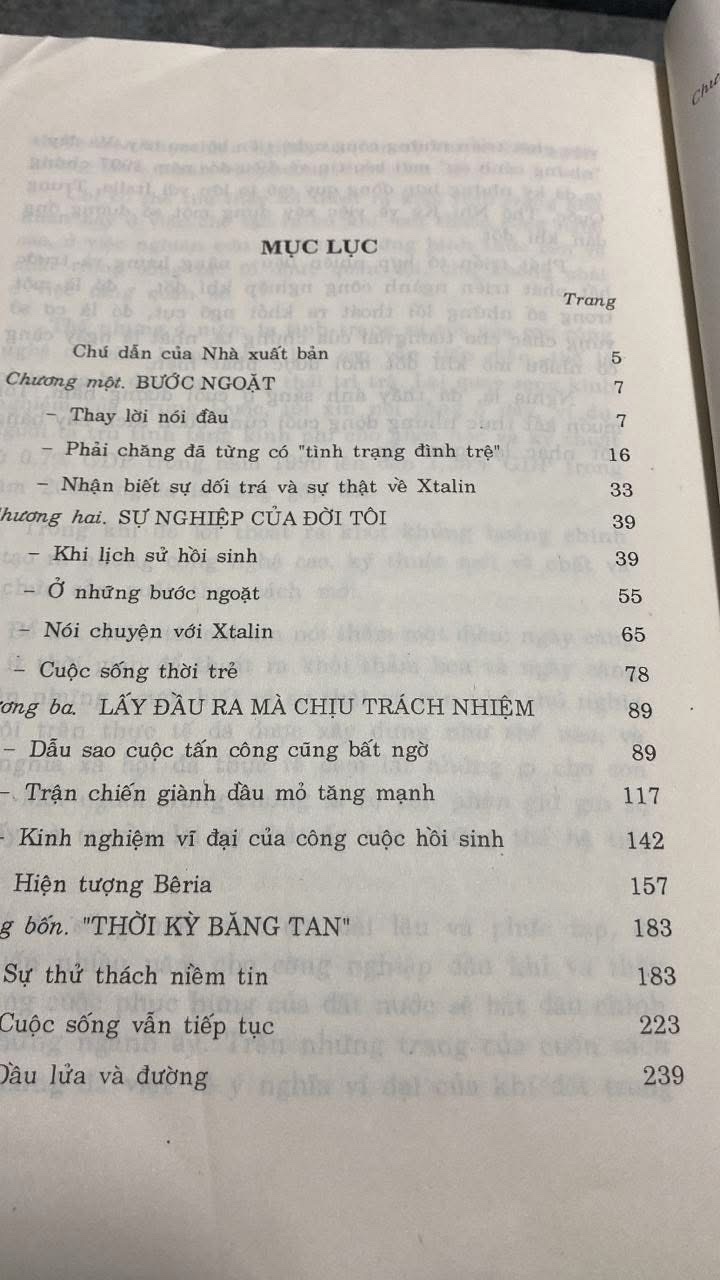 MỤC LỤC
Trang
Chú dẫn của Nhà xuất bản 5
Chương một. BƯỚC NGOẶT 7
– Thay lời nói đầu 7
– Phải chăng đã từng có "tình trạng đình trệ" 16
– Nhận biết sự dối trá và sự thật về Xtalin 33
hương hai. SỰ NGHIỆP CỦA ĐỜI TÔI 39
– Khi lịch sử hồi sinh 39
– Ở những bước ngoặt 55
– Nói chuyện với Xtalin 65
– Cuộc sống thời trẻ 78
ương ba. LẤY ĐẦU RA MÀ CHỊU TRÁCH NHIỆM 89
– Dẫu sao cuộc tấn công cũng bất ngờ 89
– Trận chiến giành dầu mỏ tăng mạnh 117
– Kinh nghiệm vĩ đại của công cuộc hồi sinh 142
Hiện tượng Bêria 157
g bốn. "THỜI KỲ BĂNG TAN" 183
Sự thử thách niềm tin 183
Cuộc sống vẫn tiếp tục 223
Dầu lửa và đường 239